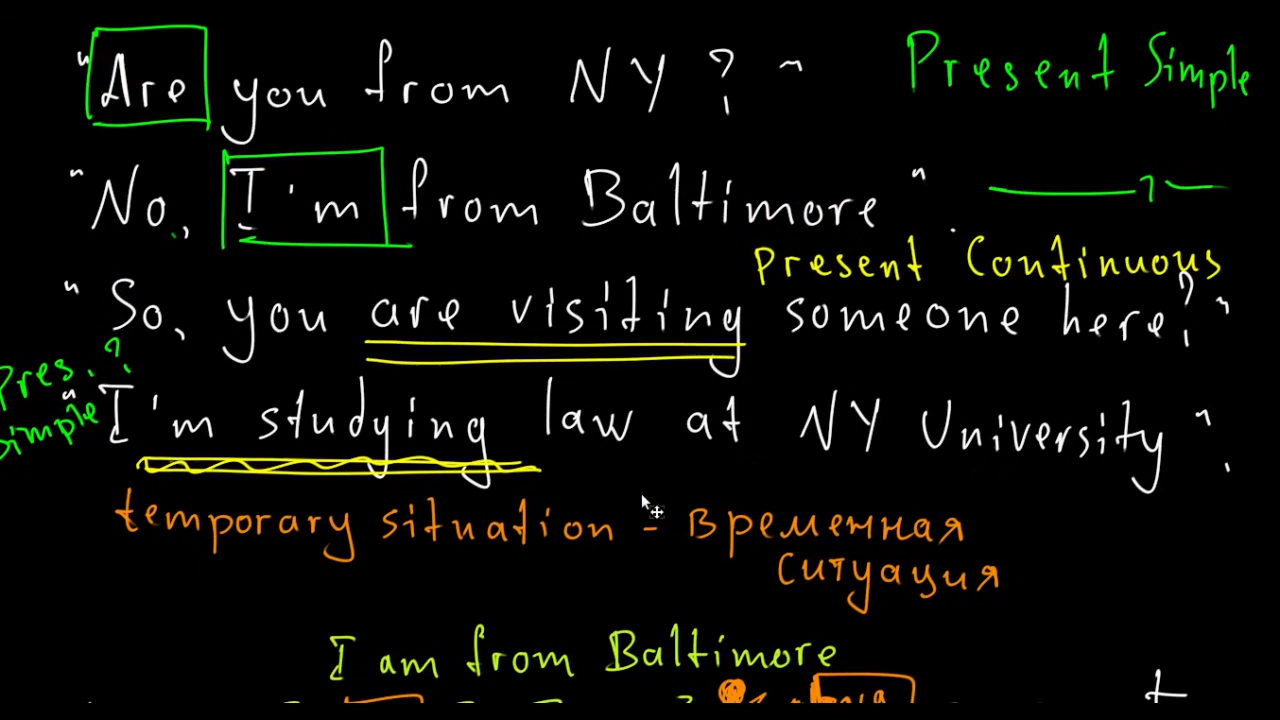 "Are you from NY?" Present Simple
"No, I'm from Baltimore".
Present Continuous
"So, you are visiting someone here?"
Pres. ?
Simple
"I'm studying law at NY University".
temporary situation - временная
ситуация
I am from Baltimore